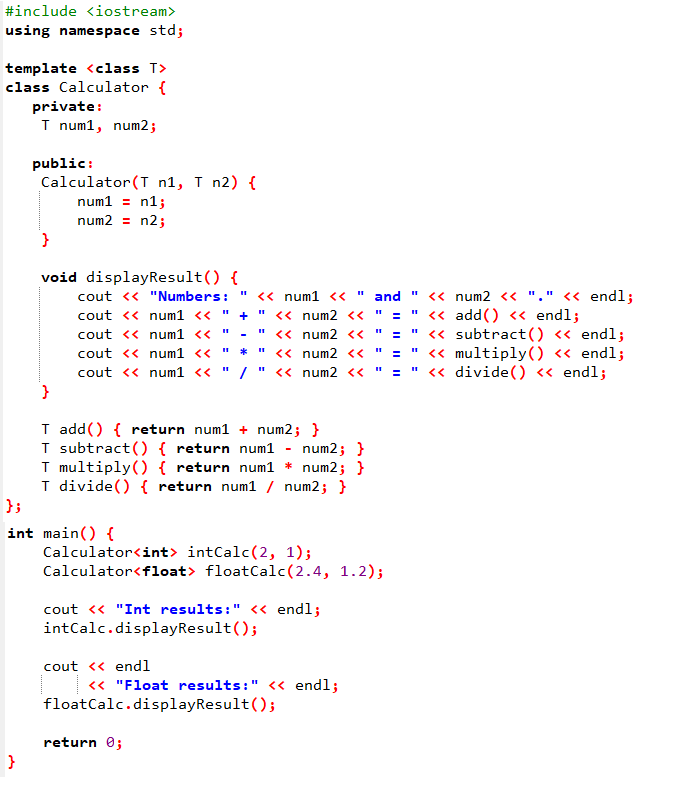 #include <iostream>
using namespace std;

template <class T>
class Calculator {
   private:
    T num1, num2;

   public:
    Calculator(T n1, T n2) {
        num1 = n1;
        num2 = n2;
    }

    void displayResult() {
        cout << "Numbers: " << num1 << " and " << num2 << "." << endl;
        cout << num1 << " + " << num2 << " = " << add() << endl;
        cout << num1 << " - " << num2 << " = " << subtract() << endl;
        cout << num1 << " * " << num2 << " = " << multiply() << endl;
        cout << num1 << " / " << num2 << " = " << divide() << endl;
    }

    T add() { return num1 + num2; }
    T subtract() { return num1 - num2; }
    T multiply() { return num1 * num2; }
    T divide() { return num1 / num2; }
};
int main() {
    Calculator<int> intCalc(2, 1);
    Calculator<float> floatCalc(2.4, 1.2);

    cout << "Int results:" << endl;
    intCalc.displayResult();

    cout << endl
         << "Float results:" << endl;
    floatCalc.displayResult();

    return 0;
}